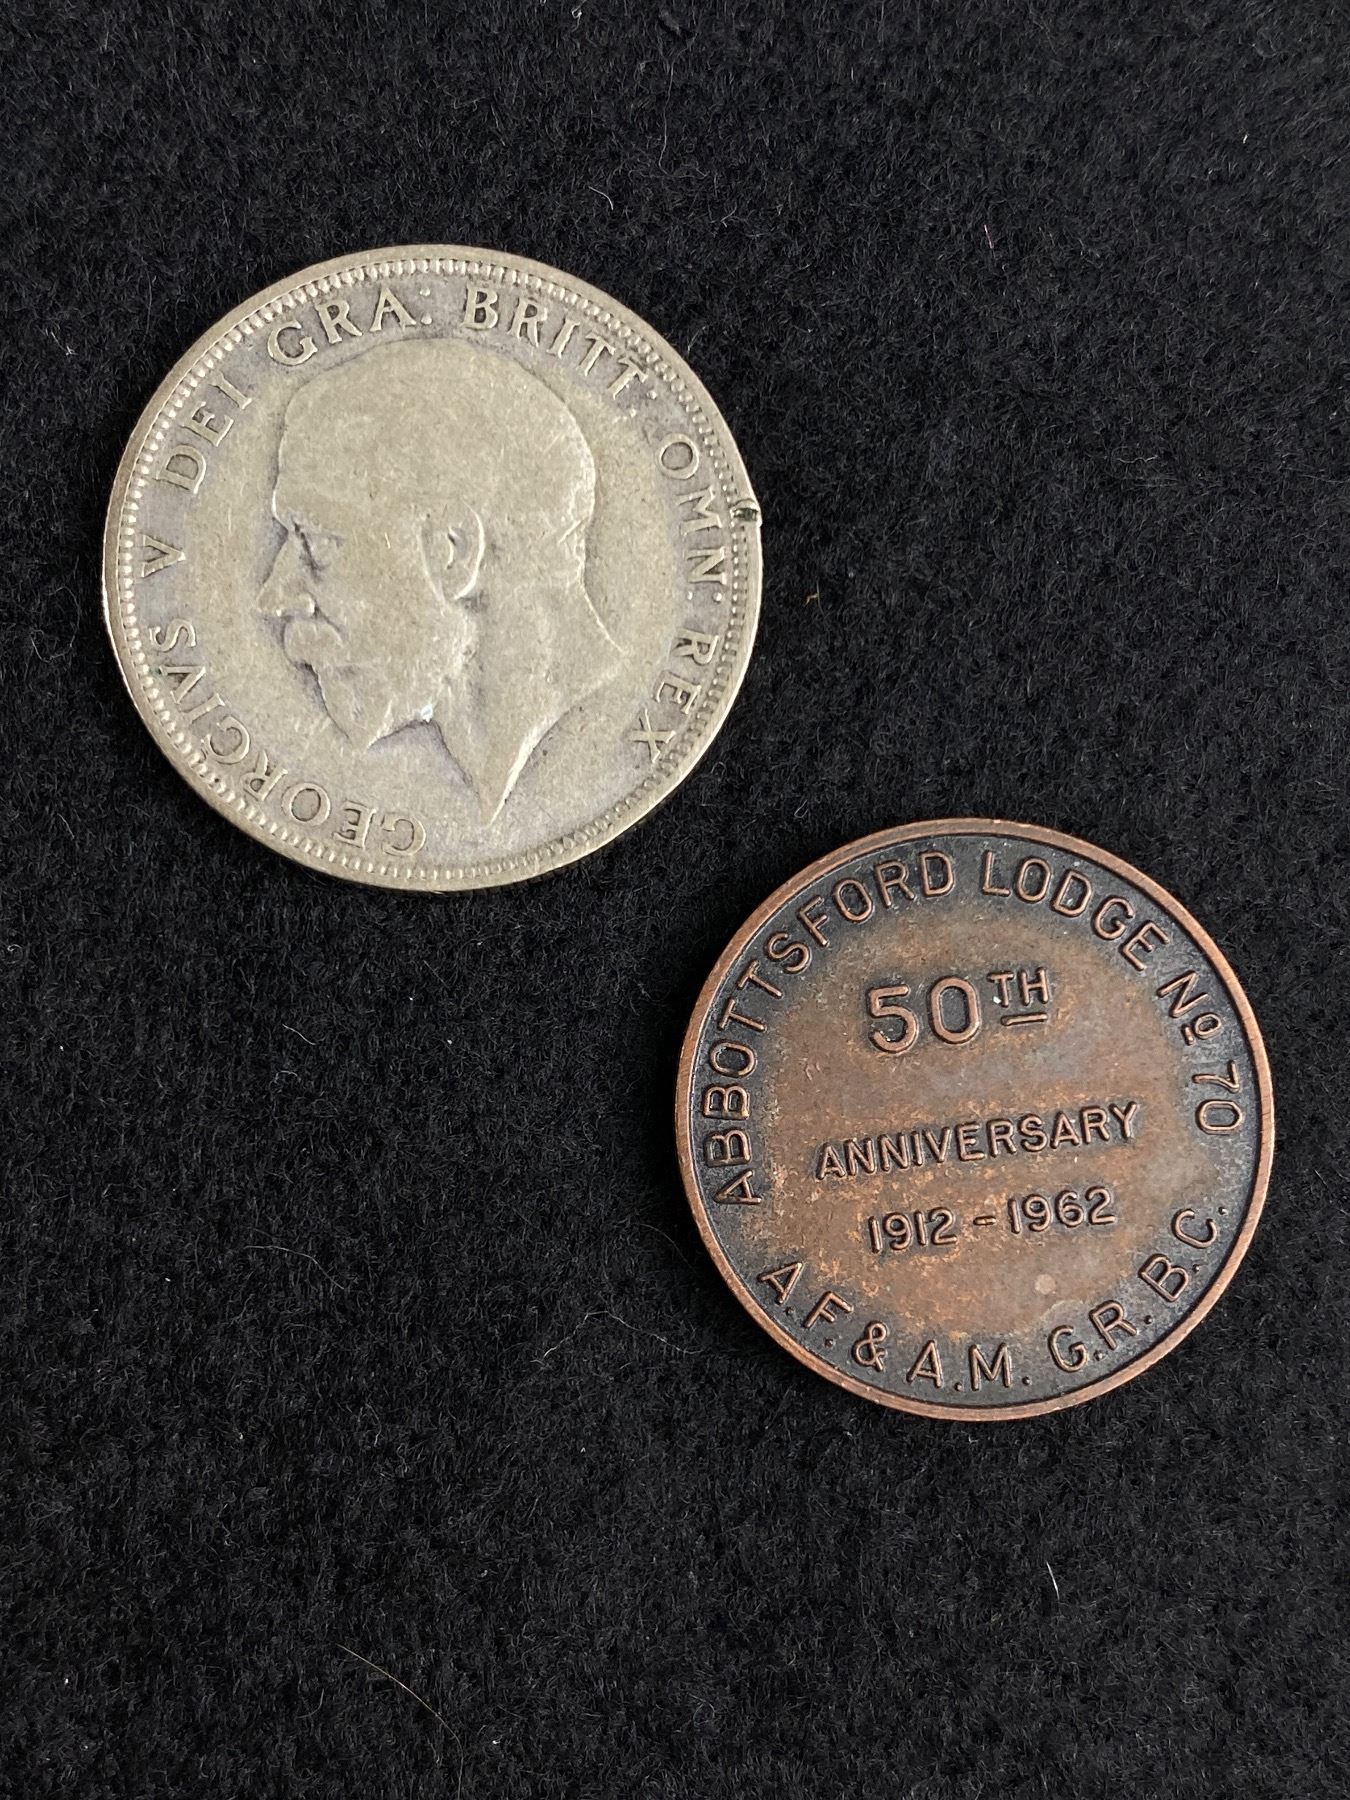 GEORGIVS V DEI GRA: BRITT: OMN: REX
ABBOTTSFORD LODGE No 70
50TH
ANNIVERSARY
1912-1962
A.F. & A.M. G.R.B.C.